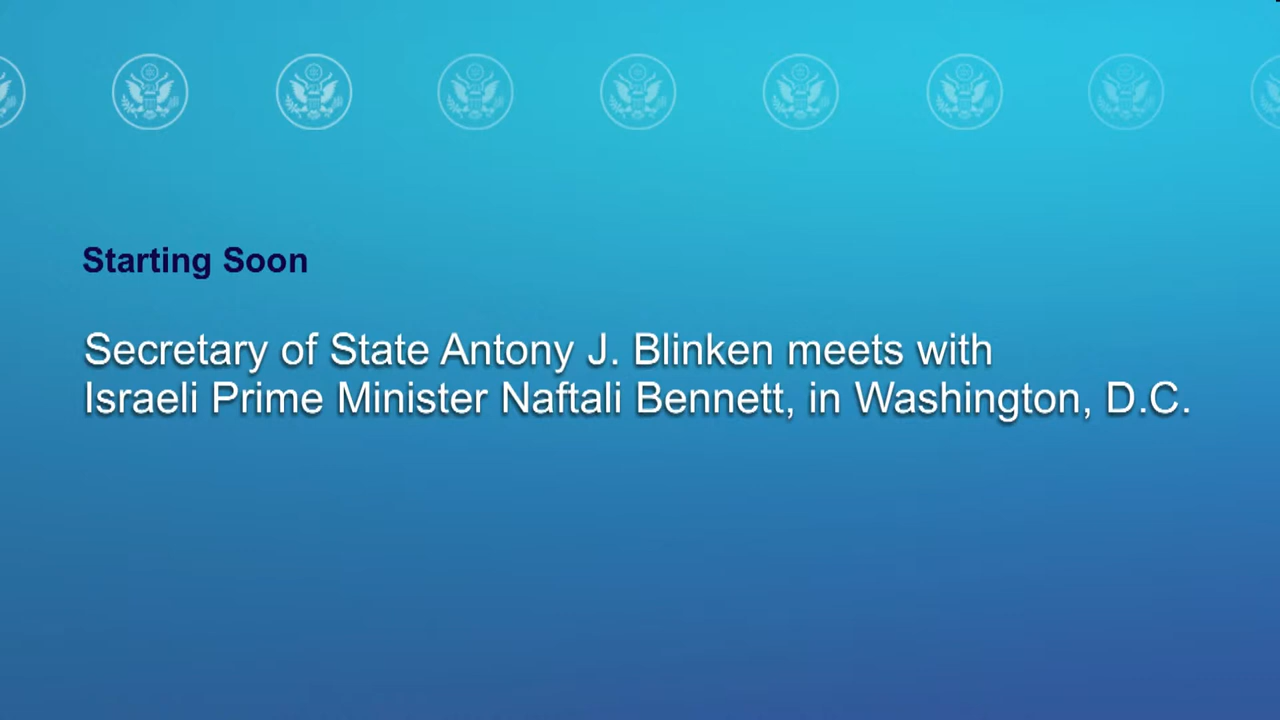 Starting Soon
Secretary of State Antony J. Blinken meets with
Israeli Prime Minister Naftali Bennett, in Washington, D.C.